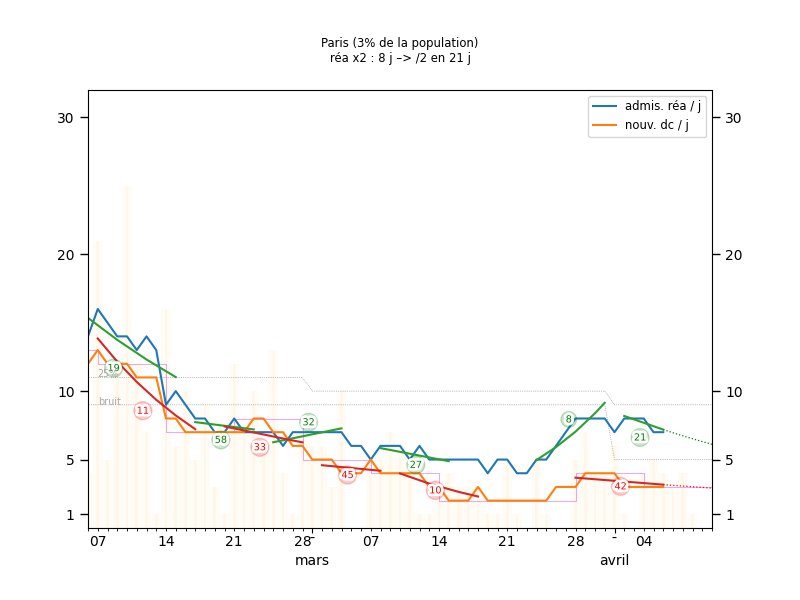 Paris (3% de la population)
réa x2 : 8 j –> /2 en 21 j
admis. réa / j
nouv. dc / j
30 30
20 20
10 10
5 5
1 1
25%
bruit
19
11
58
33
32
45
27
10
8
42
21
07 14 21 28 07 14 21 28 04
mars avril